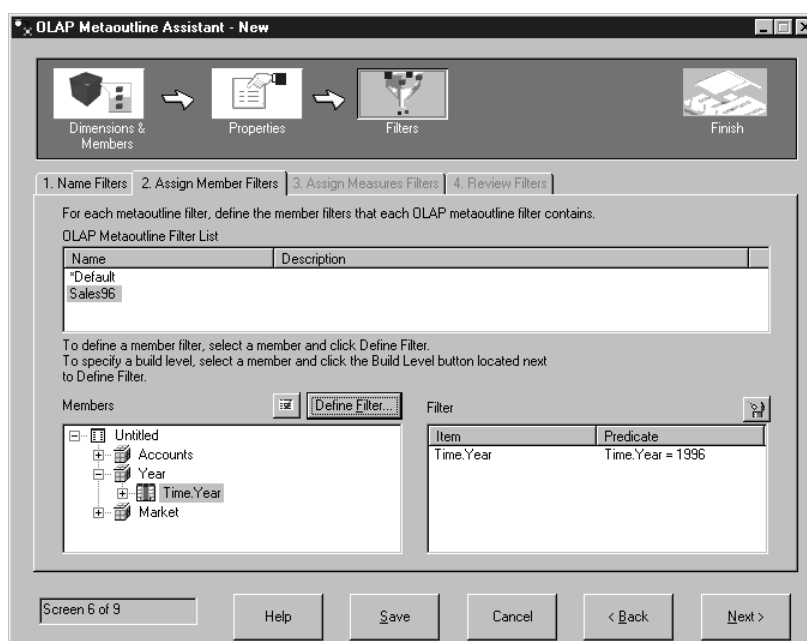 OLAP Metaoutline Assistant - New
Dimensions &
Members
Properties
Filters
Finish
1. Name Filters
2. Assign Member Filters
3. Assign Measures Filters
4. Review Filters
For each metaoutline filter, define the member filters that each OLAP metaoutline filter contains.
OLAP Metaoutline Filter List
Name Description
*Default
Sales96
To define a member filter, select a member and click Define Filter.
To specify a build level, select a member and click the Build Level button located next
to Define Filter.
Members
Define Filter...
Filter
Untitled
Accounts
Year
Time.Year
Market
Item Predicate
Time.Year Time.Year = 1996
Screen 6 of 9
Help
Save
Cancel
< Back
Next >